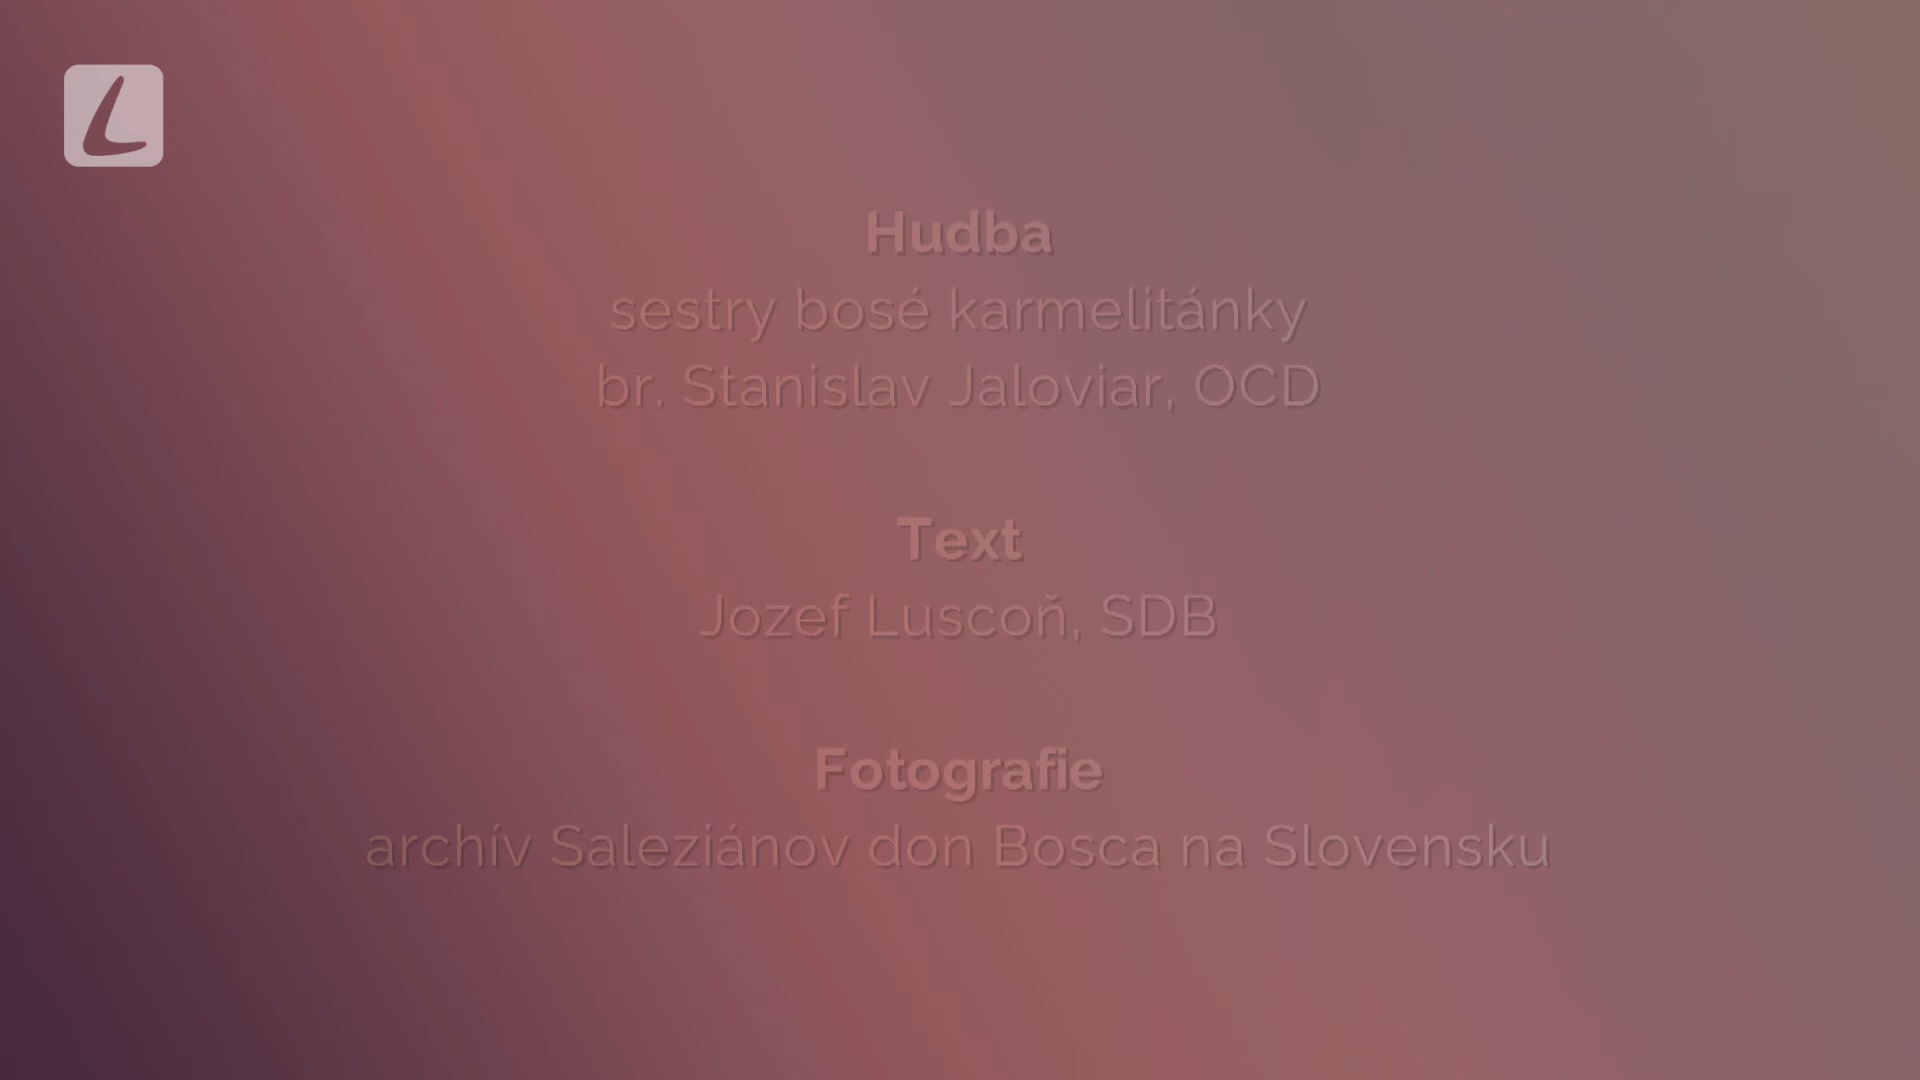 L
Hudba
sestry bosé karmelitánky
br. Stanislav Jaloviar, OCD
Text
Jozef Luscoň, SDB
Fotografie
archív Saleziánov don Bosca na Slovensku